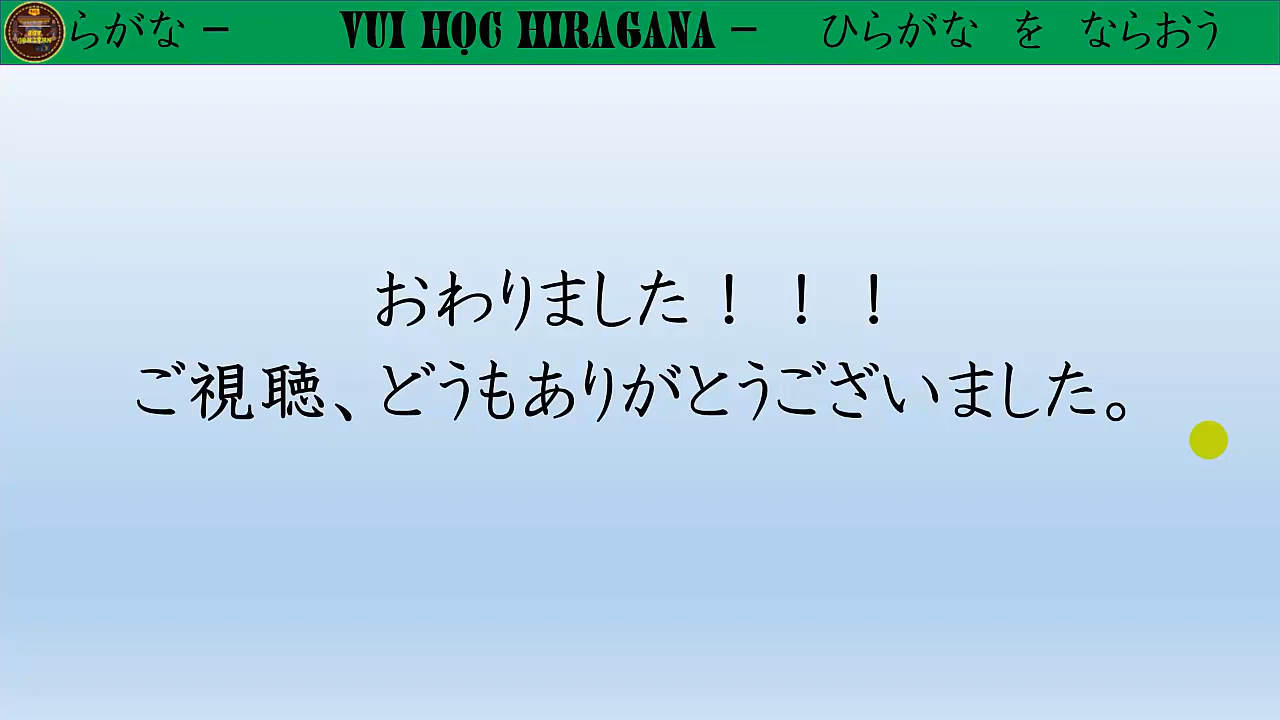 らがな － VUI HỌC HIRAGANA － ひらがな を ならおう
おわりました！！！
ご視聴、どうもありがとうございました。